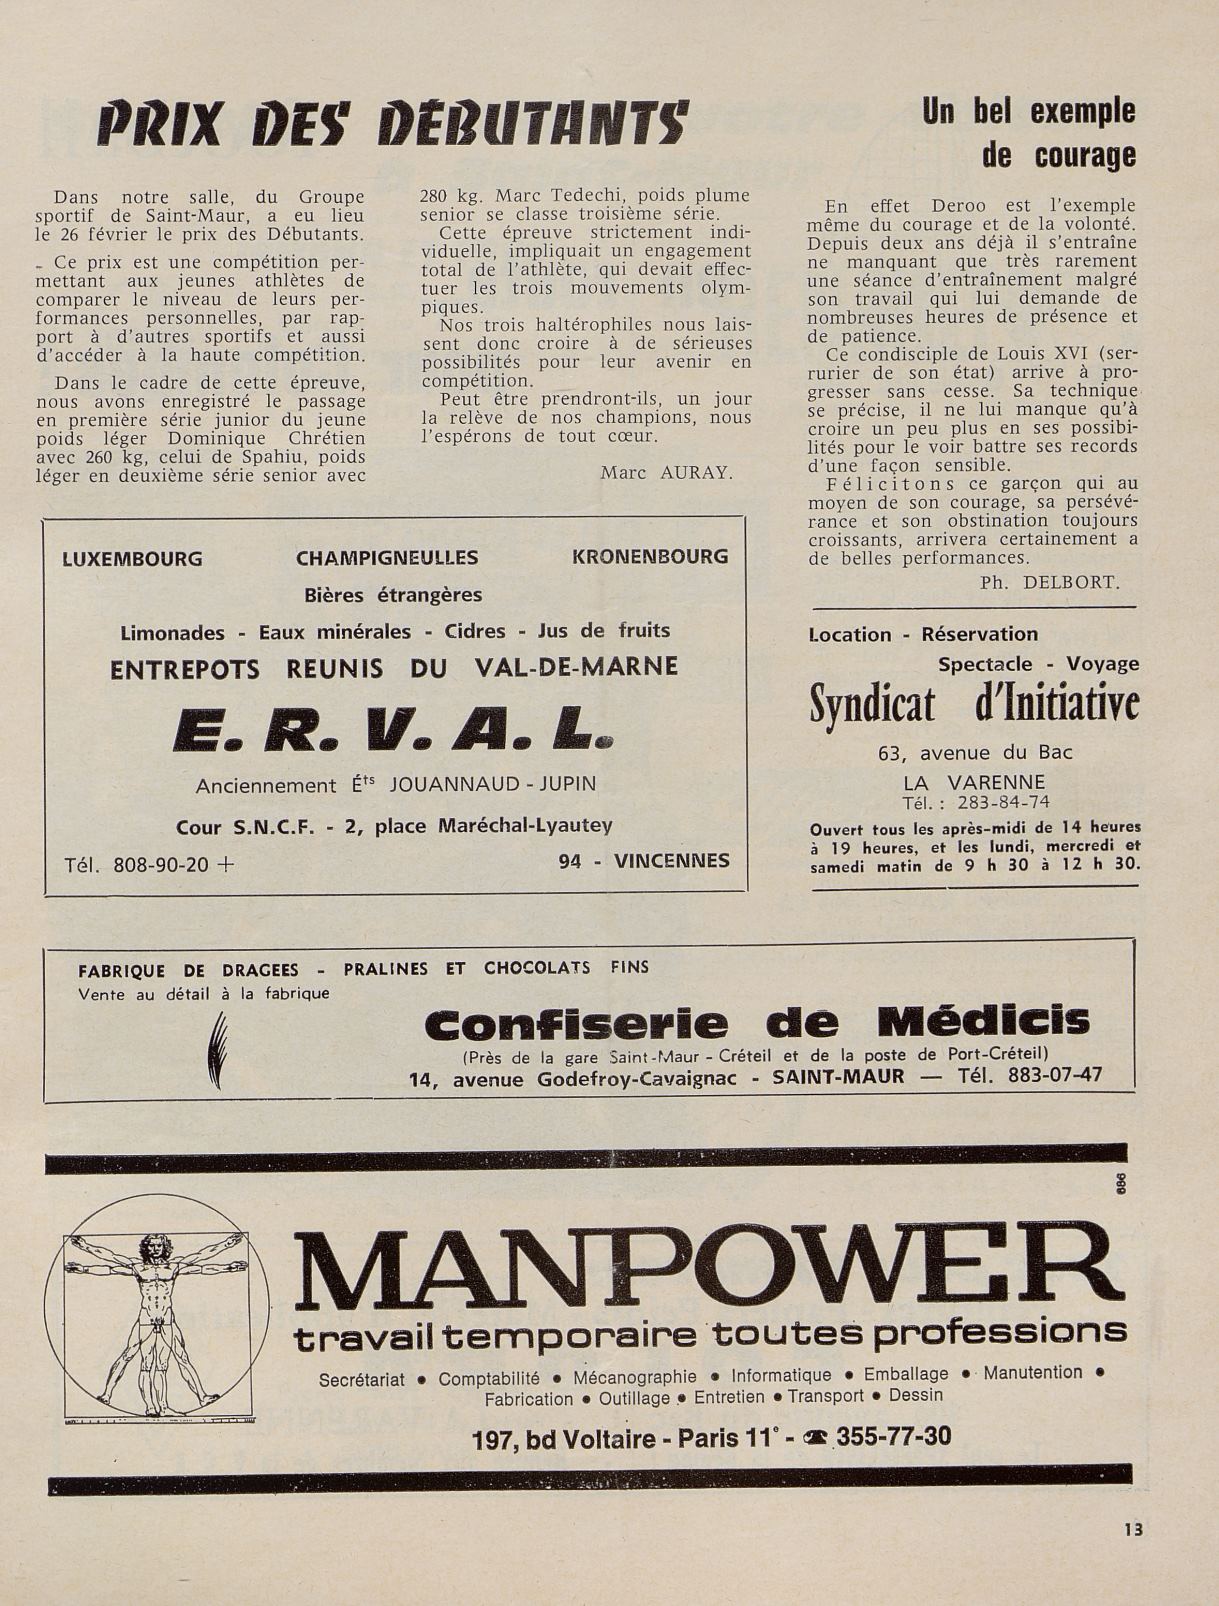 PRIX DES DÉBUTANTS
Dans notre salle, du Groupe
sportif de Saint-Maur, a eu lieu
le 26 février le prix des Débutants.
Ce prix est une compétition per-
mettant aux jeunes athlètes de
comparer le niveau de leurs per-
formances personnelles, par rap-
port à d'autres sportifs et aussi
d'accéder à la haute compétition.
Dans le cadre de cette épreuve,
nous avons enregistré le passage
en première série junior du jeune
poids léger Dominique Chrétien
avec 260 kg, celui de Spahiu, poids
léger en deuxième série senior avec
280 kg. Marc Tedechi, poids plume
senior se classe troisième série.
Cette épreuve strictement indi-
viduelle, impliquait un engagement
total de l'athlète, qui devait effec-
tuer les trois mouvements olym-
piques.
Nos trois haltérophiles nous lais-
sent donc croire à de sérieuses
possibilités pour leur avenir en
compétition.
Peut être prendront-ils, un jour
la relève de nos champions, nous
l'espérons de tout cœur.
Marc AURAY.
Un bel exemple
de courage
En effet Deroo est l'exemple
même du courage et de la volonté.
Depuis deux ans déjà il s'entraîne
ne manquant que très rarement
une séance d'entraînement malgré
son travail qui lui demande de
nombreuses heures de présence et
de patience.
Ce condisciple de Louis XVI (ser-
rurier de son état) arrive à pro-
gresser sans cesse. Sa technique
se précise, il ne lui manque qu'à
croire un peu plus en ses possibi-
lités pour le voir battre ses records
d'une façon sensible.
Félicitons ce garçon qui au
moyen de son courage, sa persévé-
rance et son obstination toujours
croissants, arrivera certainement a
de belles performances.
Ph. DELBORT.
LUXEMBOURG CHAMPIGNEULLES KRONENBOURG
Bières étrangères
Limonades - Eaux minérales - Cidres - Jus de fruits
ENTREPOTS REUNIS DU VAL-DE-MARNE
E. R. V. A. L.
Anciennement Éts JOUANNAUD - JUPIN
Cour S.N.C.F. - 2, place Maréchal-Lyautey
Tél. 808-90-20 + 94 - VINCENNES
Location - Réservation
Spectacle - Voyage
Syndicat d'Initiative
63, avenue du Bac
LA VARENNE
Tél. : 283-84-74
Ouvert tous les après-midi de 14 heures
à 19 heures, et les lundi, mercredi et
samedi matin de 9 h 30 à 12 h 30.
FABRIQUE DE DRAGEES - PRALINES ET CHOCOLATS FINS
Vente au détail à la fabrique
Confiserie de Médicis
(Près de la gare Saint-Maur - Créteil et de la poste de Port-Créteil)
14, avenue Godefroy-Cavaignac - SAINT-MAUR — Tél. 883-07-47
MANPOWER
travail temporaire toutes professions
Secrétariat • Comptabilité • Mécanographie • Informatique • Emballage • Manutention •
Fabrication • Outillage • Entretien • Transport • Dessin
197, bd Voltaire - Paris 11° - ☎ 355-77-30
13